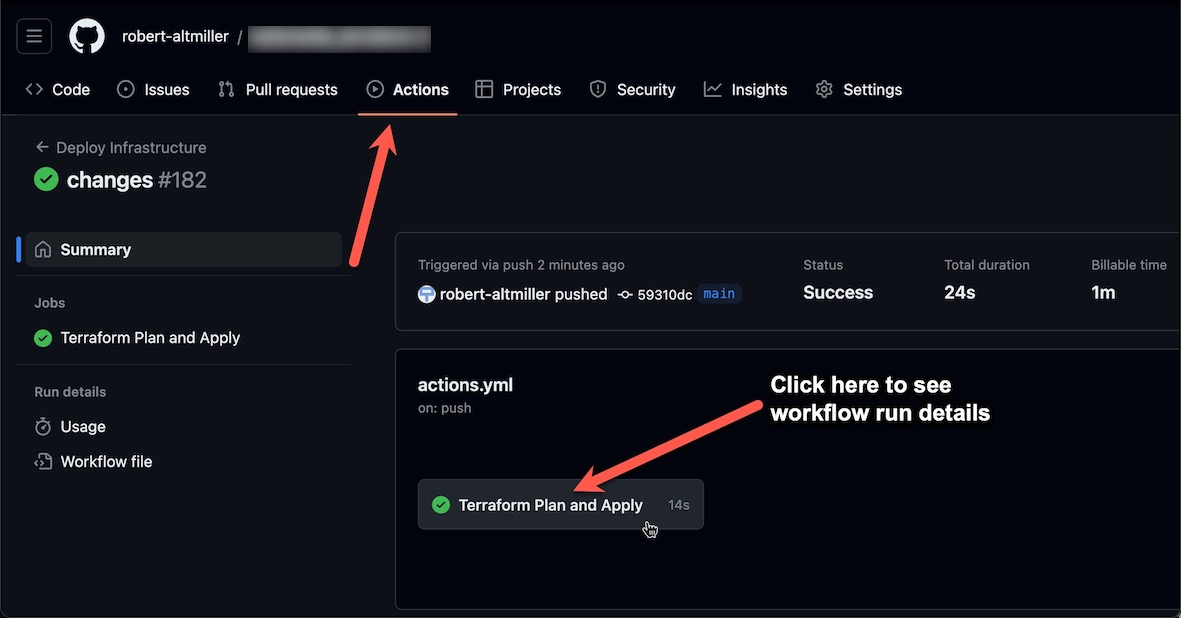 robert-altmiller /
Code Issues Pull requests Actions Projects Security Insights Settings
Deploy Infrastructure
changes #182
Summary
Jobs
Terraform Plan and Apply
Run details
Usage
Workflow file
Triggered via push 2 minutes ago
robert-altmiller pushed 59310dc main
Status
Success
Total duration
24s
Billable time
1m
actions.yml
on: push
Click here to see
workflow run details
Terraform Plan and Apply 14s